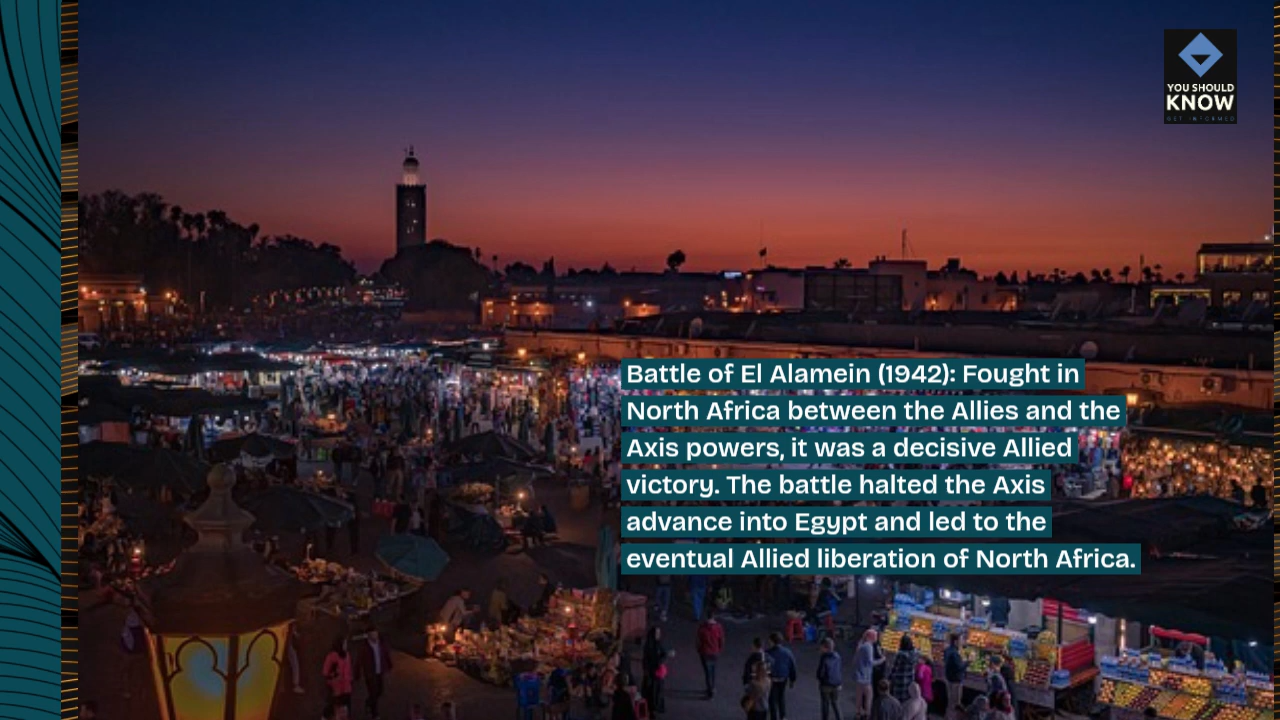 YOU SHOULD
KNOW
GET INFORMED
Battle of El Alamein (1942): Fought in
North Africa between the Allies and the
Axis powers, it was a decisive Allied
victory. The battle halted the Axis
advance into Egypt and led to the
eventual Allied liberation of North Africa.